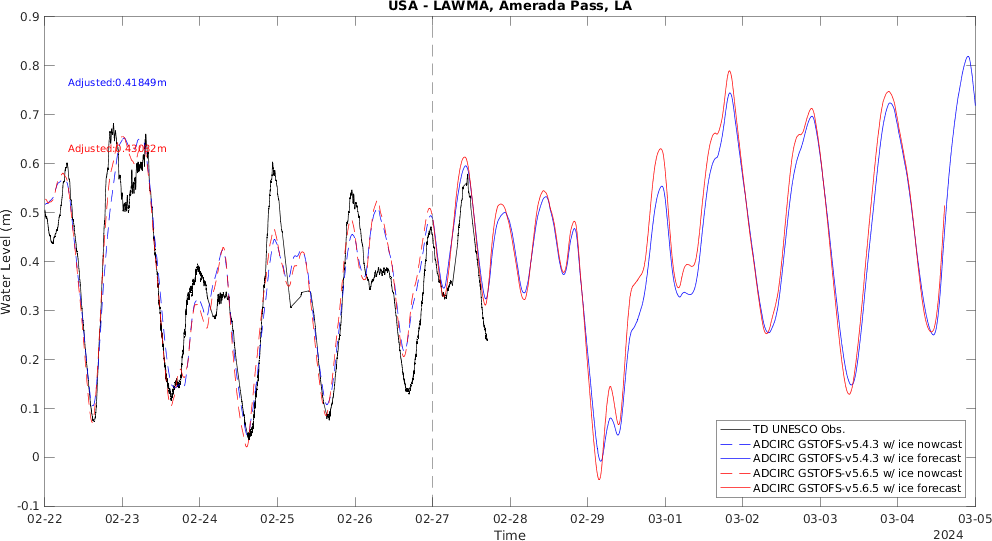 USA - LAWMA, Amerada Pass, LA
Water Level (m)
0.9
0.8
0.7
0.6
0.5
0.4
0.3
0.2
0.1
0
-0.1
Adjusted:0.41849m
TD UNESCO Obs.
ADCIRC GSTOFS-v5.4.3 w/ ice nowcast
ADCIRC GSTOFS-v5.4.3 w/ ice forecast
ADCIRC GSTOFS-v5.6.5 w/ ice nowcast
ADCIRC GSTOFS-v5.6.5 w/ ice forecast
02-22 02-23 02-24 02-25 02-26 02-27 02-28 02-29 03-01 03-02 03-03 03-04 03-05
Time
2024